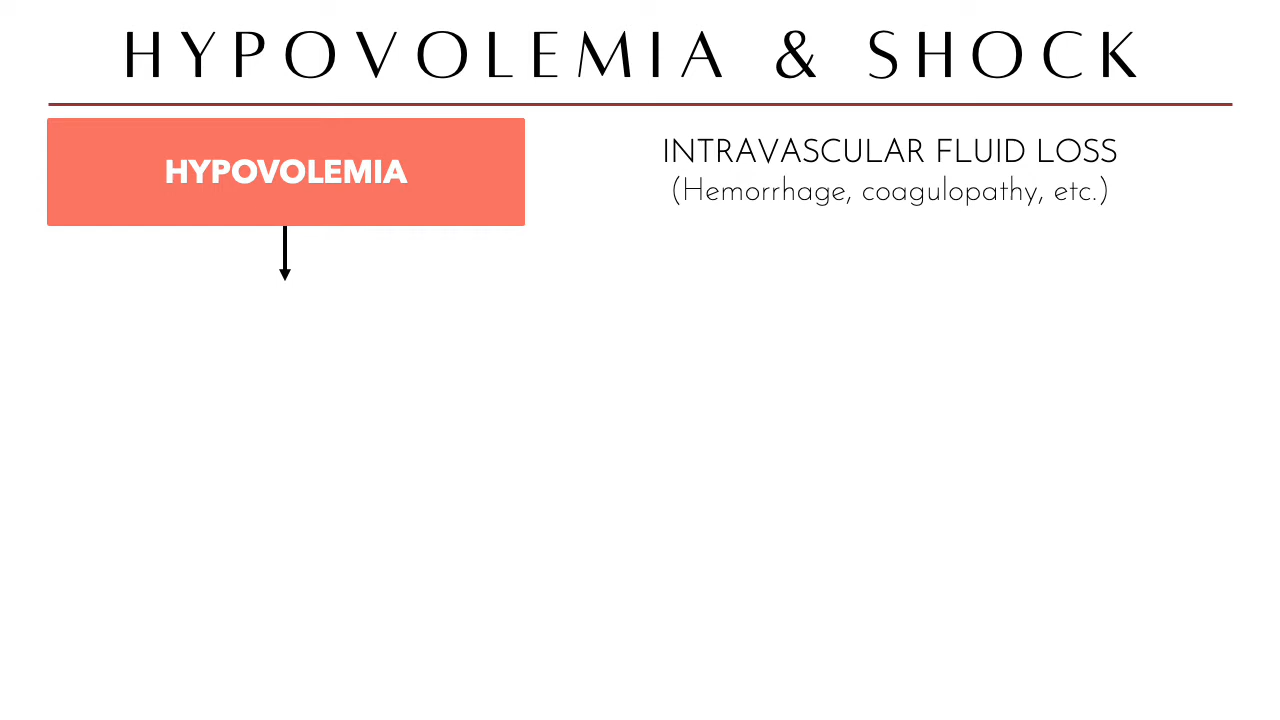 HYPOVOLEMIA & SHOCK
HYPOVOLEMIA
INTRAVASCULAR FLUID LOSS
(Hemorrhage, coagulopathy, etc.)